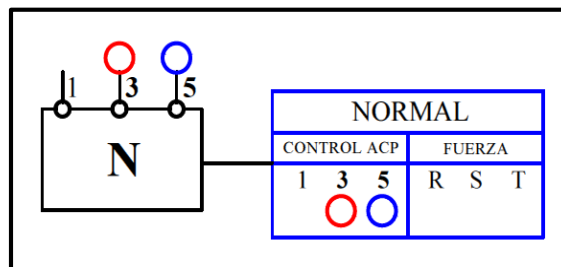 1 3 5
N
NORMAL
CONTROL ACP FUERZA
1 3 5 R S T